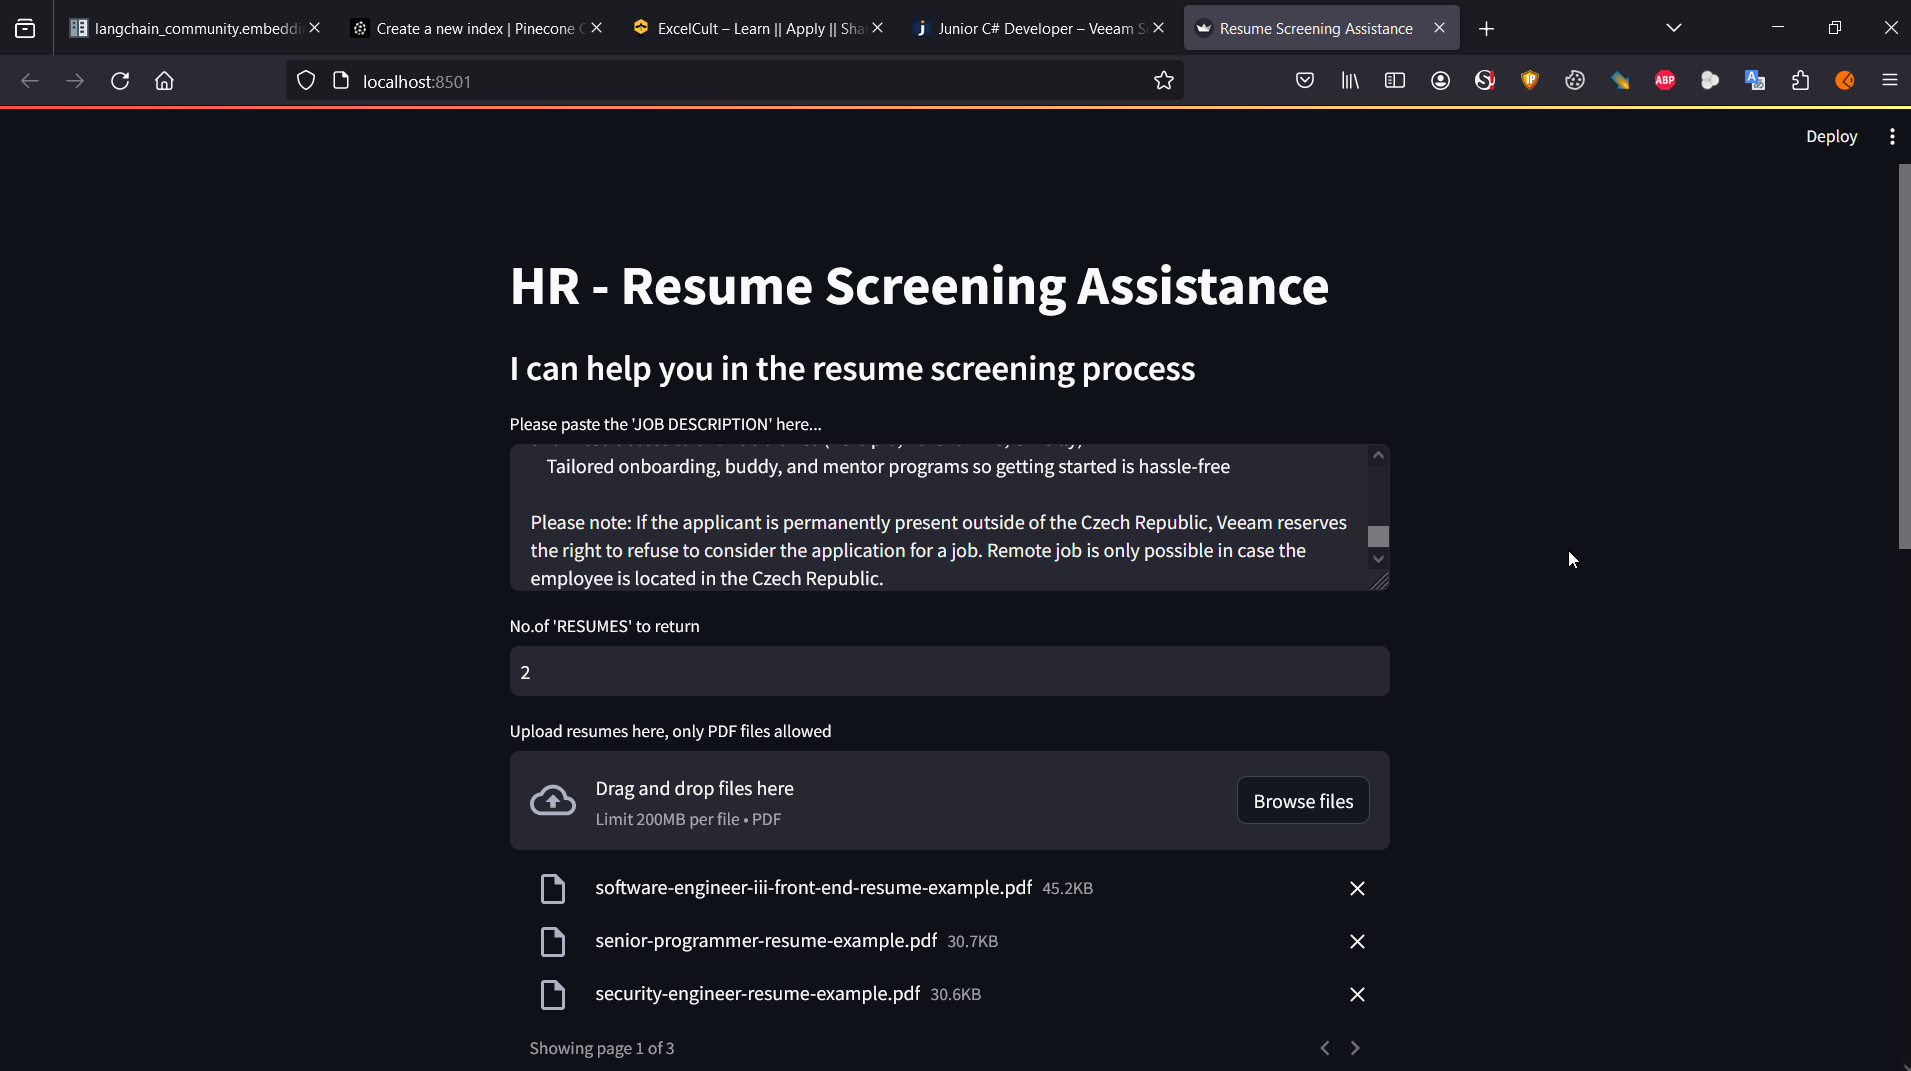 langchain_community.embeddi
Create a new index | Pinecone
ExcelCult – Learn || Apply || Sha
Junior C# Developer – Veeam S
Resume Screening Assistance
localhost:8501
ABP
Deploy
HR - Resume Screening Assistance
I can help you in the resume screening process
Please paste the 'JOB DESCRIPTION' here...
Tailored onboarding, buddy, and mentor programs so getting started is hassle-free
Please note: If the applicant is permanently present outside of the Czech Republic, Veeam reserves
the right to refuse to consider the application for a job. Remote job is only possible in case the
employee is located in the Czech Republic.
No.of 'RESUMES' to return
2
Upload resumes here, only PDF files allowed
Drag and drop files here
Limit 200MB per file • PDF
Browse files
software-engineer-iii-front-end-resume-example.pdf 45.2KB
senior-programmer-resume-example.pdf 30.7KB
security-engineer-resume-example.pdf 30.6KB
Showing page 1 of 3